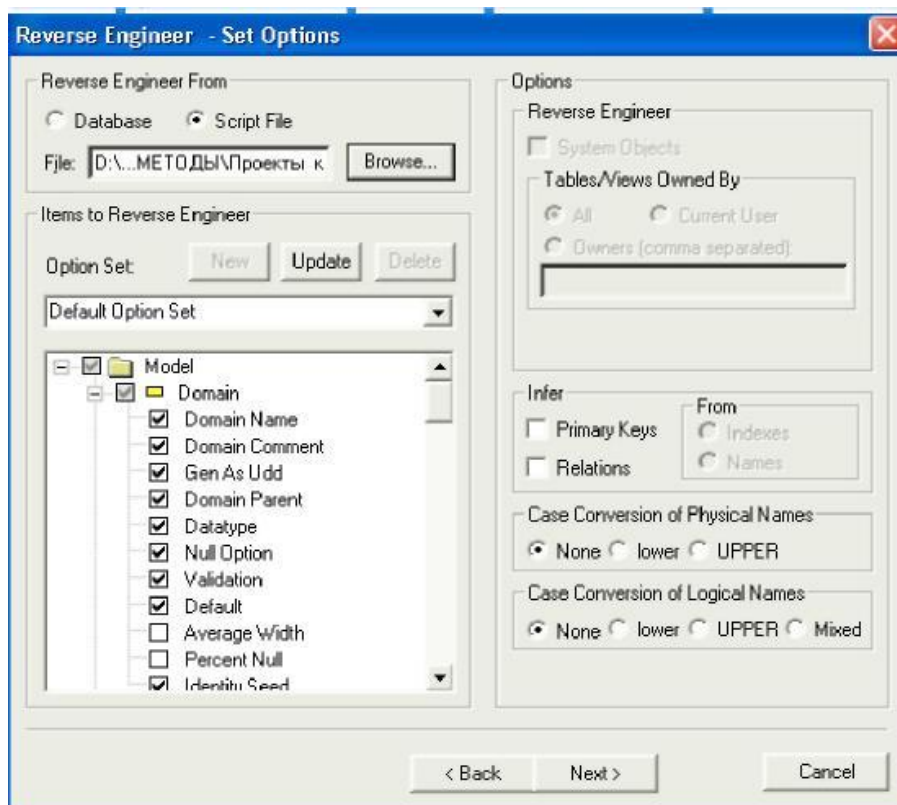 Reverse Engineer - Set Options
Reverse Engineer From
Database Script File
File: D:\...МЕТОДЫ\Проекты к Browse...
Items to Reverse Engineer
Option Set: New Update Delete
Default Option Set
Model
Domain
Domain Name
Domain Comment
Gen As Udd
Domain Parent
Datatype
Null Option
Validation
Default
Average Width
Percent Null
Identity Seed
Options
Reverse Engineer
System Objects
Tables/Views Owned By
All Current User
Owners (comma separated):
Infer
Primary Keys
Relations
From
Indexes
Names
Case Conversion of Physical Names
None lower UPPER
Case Conversion of Logical Names
None lower UPPER Mixed
< Back Next > Cancel